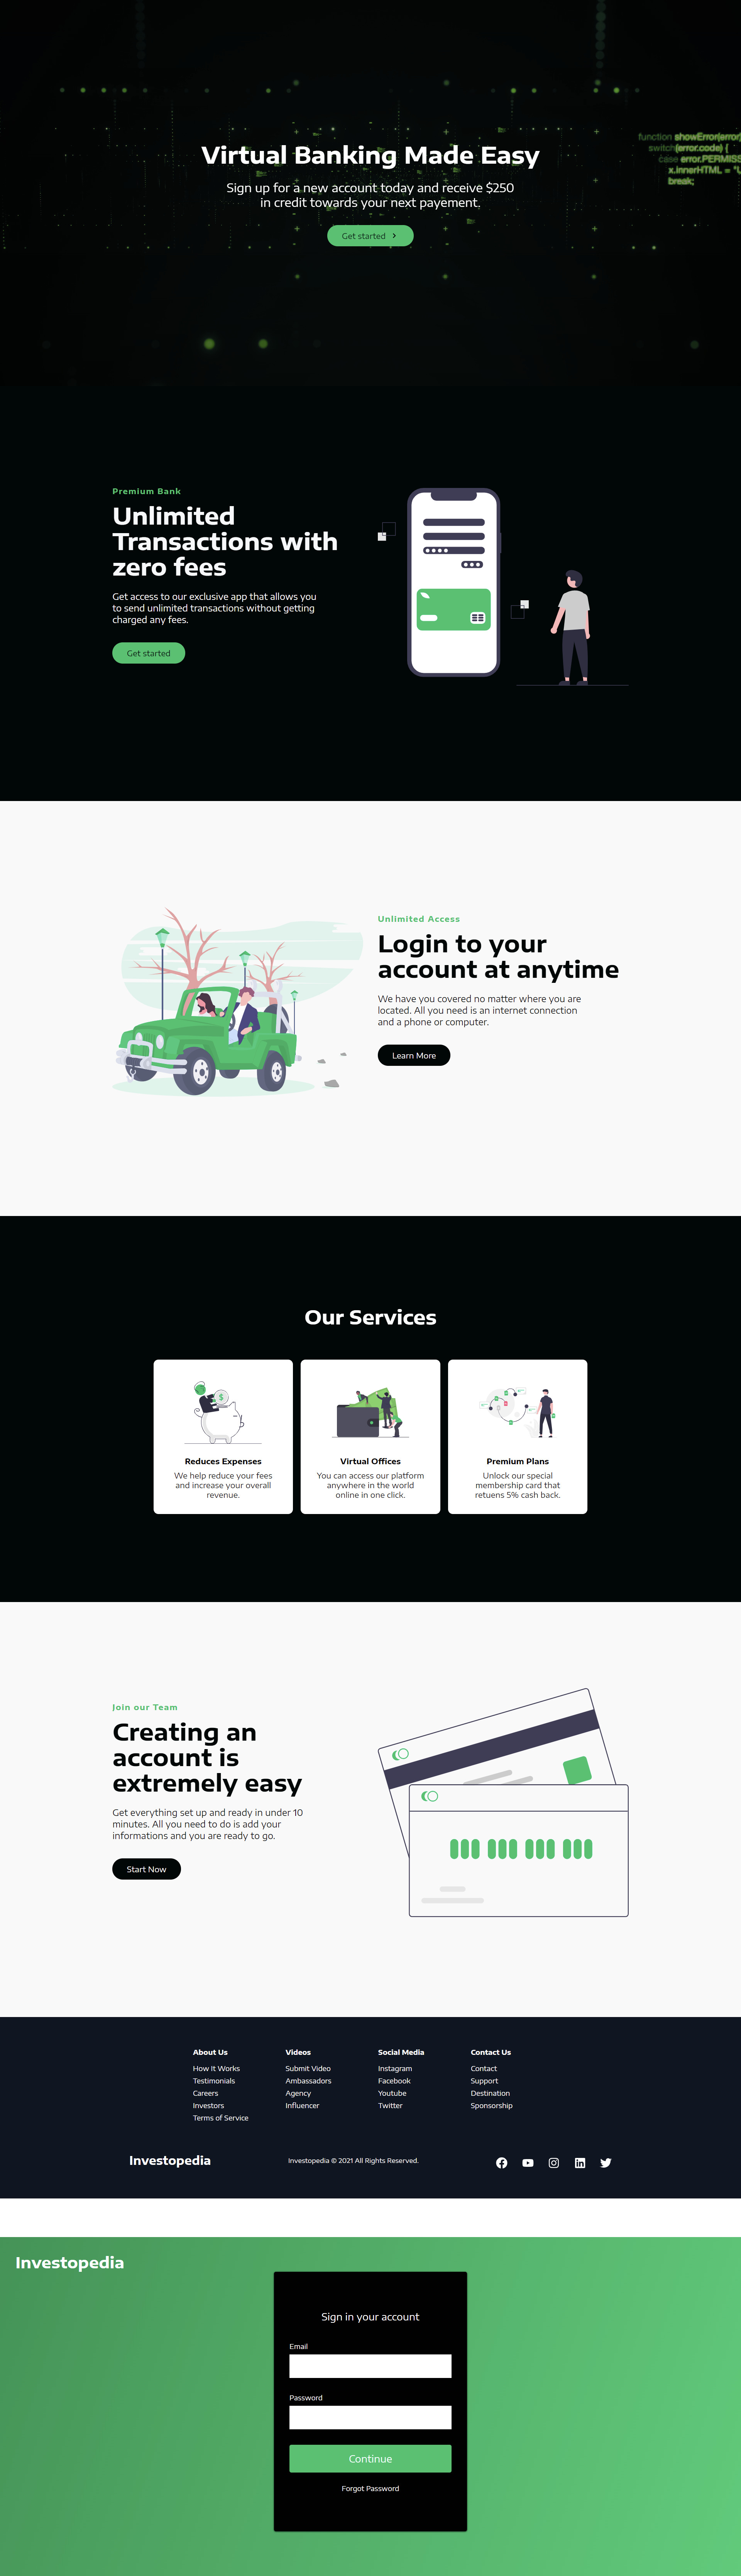 function showError(error)
switch(error.code) {
case error.PERMISS
x.innerHTML = "U
break;
Virtual Banking Made Easy
Sign up for a new account today and receive $250
in credit towards your next payement.
Get started
Premium Bank
Unlimited
Transactions with
zero fees
Get access to our exclusive app that allows you
to send unlimited transactions without getting
charged any fees.
Get started
Unlimited Access
Login to your
account at anytime
We have you covered no matter where you are
located. All you need is an internet connection
and a phone or computer.
Learn More
Our Services
Reduces Expenses
We help reduce your fees
and increase your overall
revenue.
Virtual Offices
You can access our platform
anywhere in the world
online in one click.
Premium Plans
Unlock our special
membership card that
retuens 5% cash back.
Join our Team
Creating an
account is
extremely easy
Get everything set up and ready in under 10
minutes. All you need to do is add your
informations and you are ready to go.
Start Now
About Us
How It Works
Testimonials
Careers
Investors
Terms of Service
Videos
Submit Video
Ambassadors
Agency
Influencer
Social Media
Instagram
Facebook
Youtube
Twitter
Contact Us
Contact
Support
Destination
Sponsorship
Investopedia
Investopedia © 2021 All Rights Reserved.
Investopedia
Sign in your account
Email
Password
Continue
Forgot Password